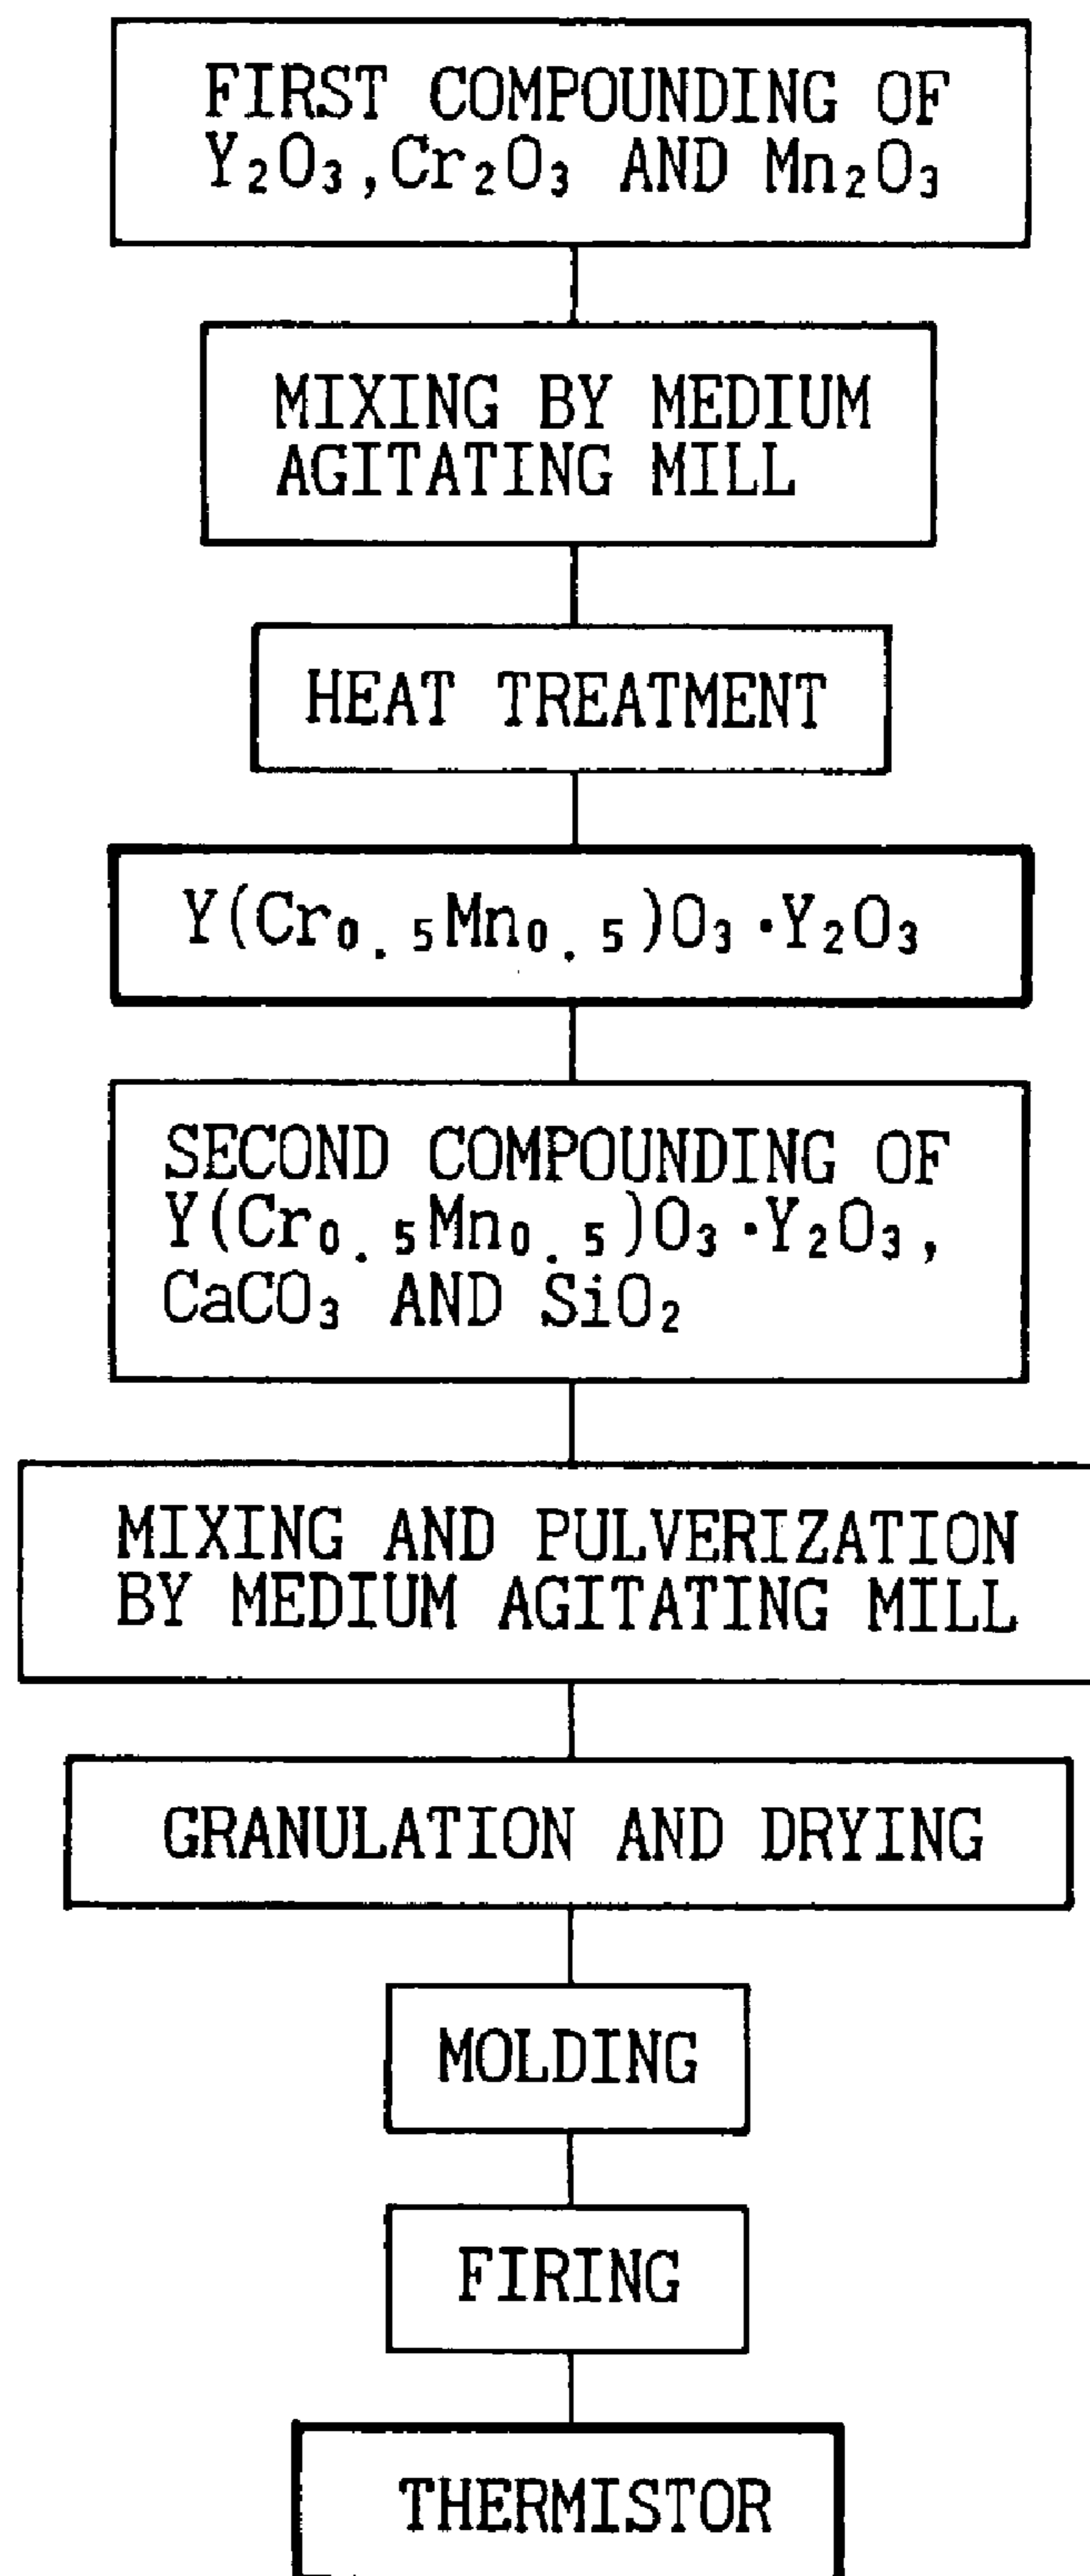 FIRST COMPOUNDING OF
Y₂O₃,Cr₂O₃ AND Mn₂O₃
MIXING BY MEDIUM
AGITATING MILL
HEAT TREATMENT
Y(Cr₀.₅Mn₀.₅)O₃·Y₂O₃
SECOND COMPOUNDING OF
Y(Cr₀.₅Mn₀.₅)O₃·Y₂O₃,
CaCO₃ AND SiO₂
MIXING AND PULVERIZATION
BY MEDIUM AGITATING MILL
GRANULATION AND DRYING
MOLDING
FIRING
THERMISTOR